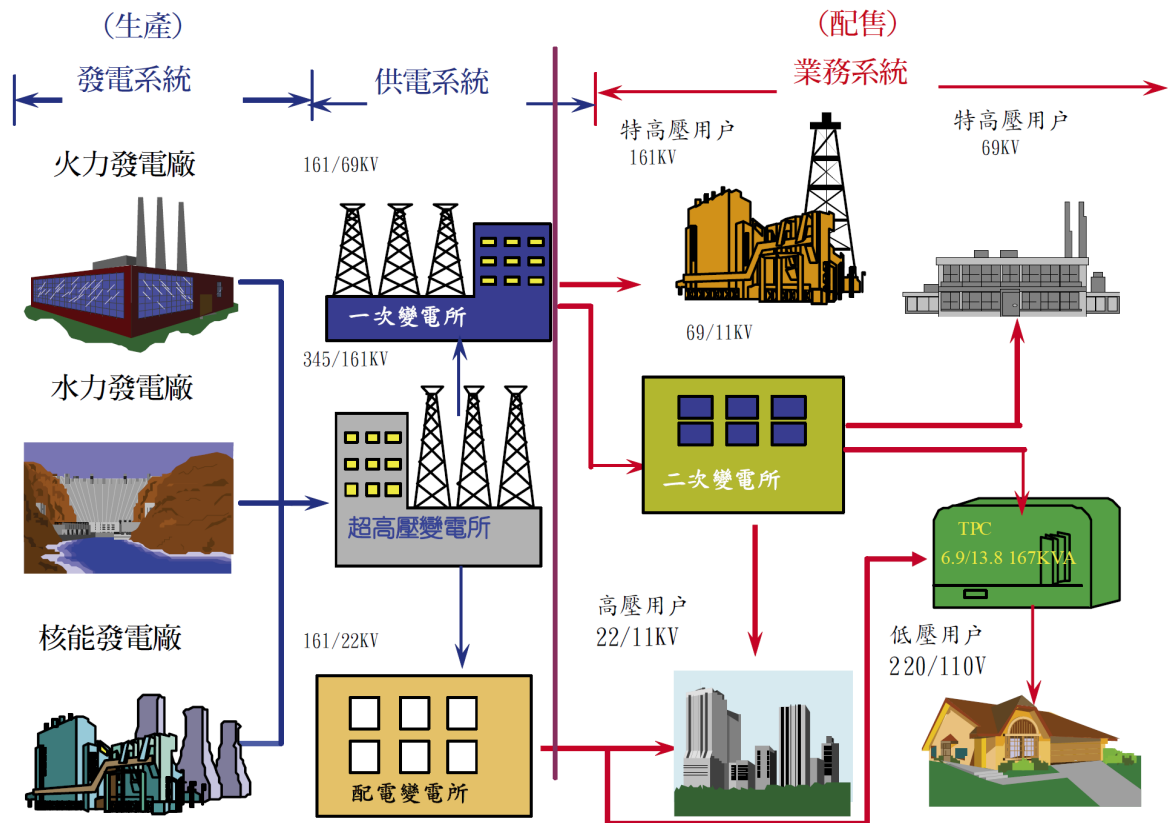 （生產）
（配售）
發電系統
供電系統
業務系統
特高壓用户
161KV
特高壓用户
69KV
火力發電廠
161/69KV
一次變電所
69/11KV
345/161KV
水力發電廠
二次變電所
超高壓變電所
TPC
6.9/13.8 167KVA
高壓用户
22/11KV
低壓用户
220/110V
核能發電廠
161/22KV
配電變電所